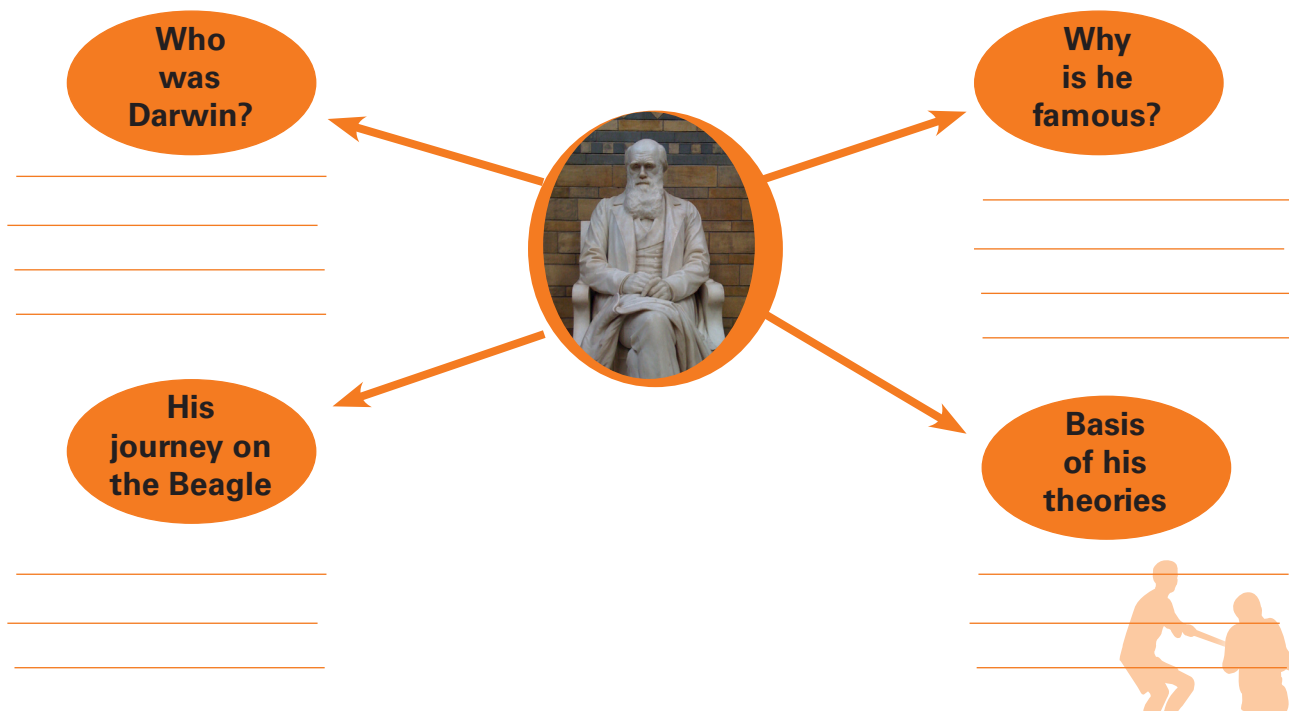 Who
was
Darwin?
Why
is he
famous?
His
journey on
the Beagle
Basis
of his
theories